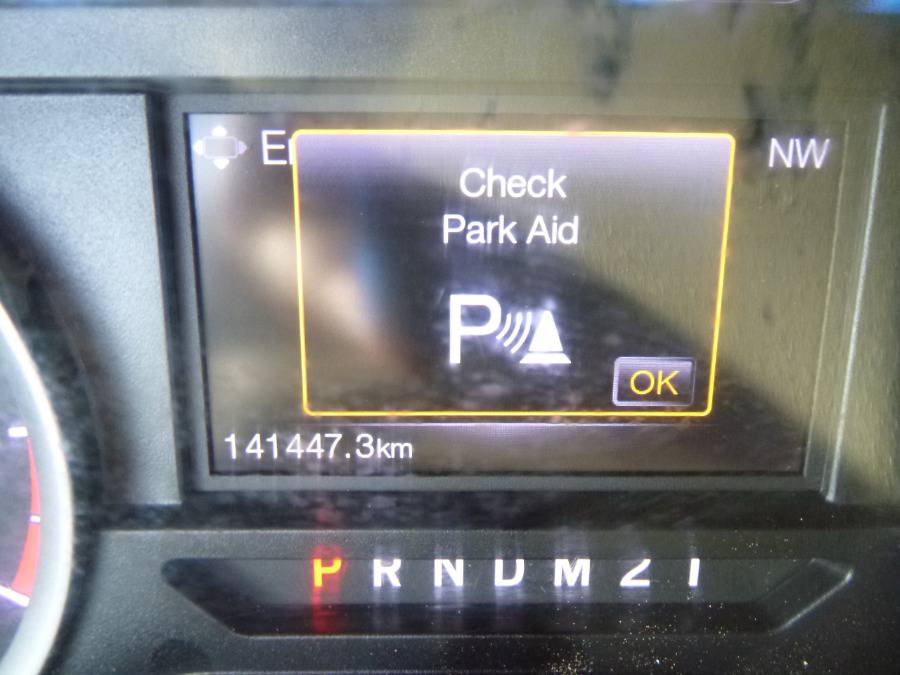 NW
Check
Park Aid
P
OK
141447.3km
P R N D M 2 1